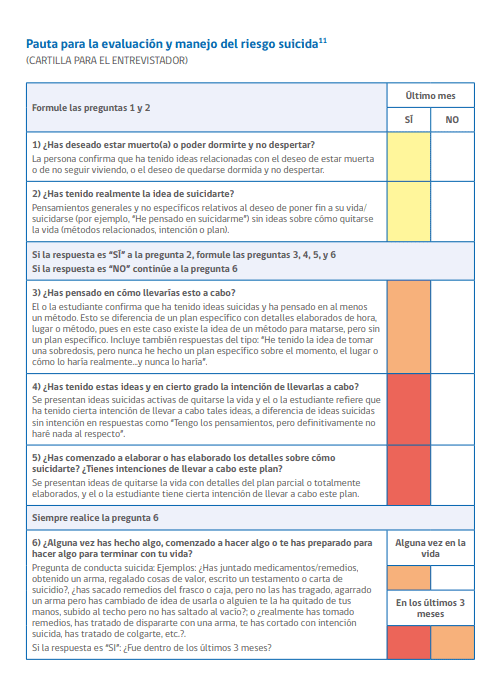 Pauta para la evaluación y manejo del riesgo suicida¹¹
(CARTILLA PARA EL ENTREVISTADOR)
Formule las preguntas 1 y 2
Último mes
SÍ
NO
1) ¿Has deseado estar muerto(a) o poder dormirte y no despertar?
La persona confirma que ha tenido ideas relacionadas con el deseo de estar muerta
o de no seguir viviendo, o el deseo de quedarse dormida y no despertar.
2) ¿Has tenido realmente la idea de suicidarte?
Pensamientos generales y no específicos relativos al deseo de poner fin a su vida/
suicidarse (por ejemplo, "He pensado en suicidarme") sin ideas sobre cómo quitarse
la vida (métodos relacionados, intención o plan).
Si la respuesta es "SÍ" a la pregunta 2, formule las preguntas 3, 4, 5, y 6
Si la respuesta es "NO" continúe a la pregunta 6
3) ¿Has pensado en cómo llevarías esto a cabo?
El o la estudiante confirma que ha tenido ideas suicidas y ha pensado en al menos
un método. Esto se diferencia de un plan específico con detalles elaborados de hora,
lugar o método, pues en este caso existe la idea de un método para matarse, pero sin
un plan específico. Incluye también respuestas del tipo: "He tenido la idea de tomar
una sobredosis, pero nunca he hecho un plan específico sobre el momento, el lugar o
cómo lo haría realmente...y nunca lo haría".
4) ¿Has tenido estas ideas y en cierto grado la intención de llevarlas a cabo?
Se presentan ideas suicidas activas de quitarse la vida y el o la estudiante refiere que
ha tenido cierta intención de llevar a cabo tales ideas, a diferencia de ideas suicidas
sin intención en respuestas como "Tengo los pensamientos, pero definitivamente no
haré nada al respecto".
5) ¿Has comenzado a elaborar o has elaborado los detalles sobre cómo
suicidarte? ¿Tienes intenciones de llevar a cabo este plan?
Se presentan ideas de quitarse la vida con detalles del plan parcial o totalmente
elaborados, y el o la estudiante tiene cierta intención de llevar a cabo este plan.
Siempre realice la pregunta 6
6) ¿Alguna vez has hecho algo, comenzado a hacer algo o te has preparado para
hacer algo para terminar con tu vida?
Pregunta de conducta suicida: Ejemplos: ¿Has juntado medicamentos/remedios,
obtenido un arma, regalado cosas de valor, escrito un testamento o carta de
suicidio?, ¿has sacado remedios del frasco o caja, pero no las has tragado, agarrado
un arma pero has cambiado de idea de usarla o alguien te la ha quitado de tus
manos, subido al techo pero no has saltado al vacío?; o ¿realmente has tomado
remedios, has tratado de dispararte con una arma, te has cortado con intención
suicida, has tratado de colgarte, etc.?.
Si la respuesta es "SI": ¿Fue dentro de los últimos 3 meses?
Alguna vez en la
vida
En los últimos 3
meses